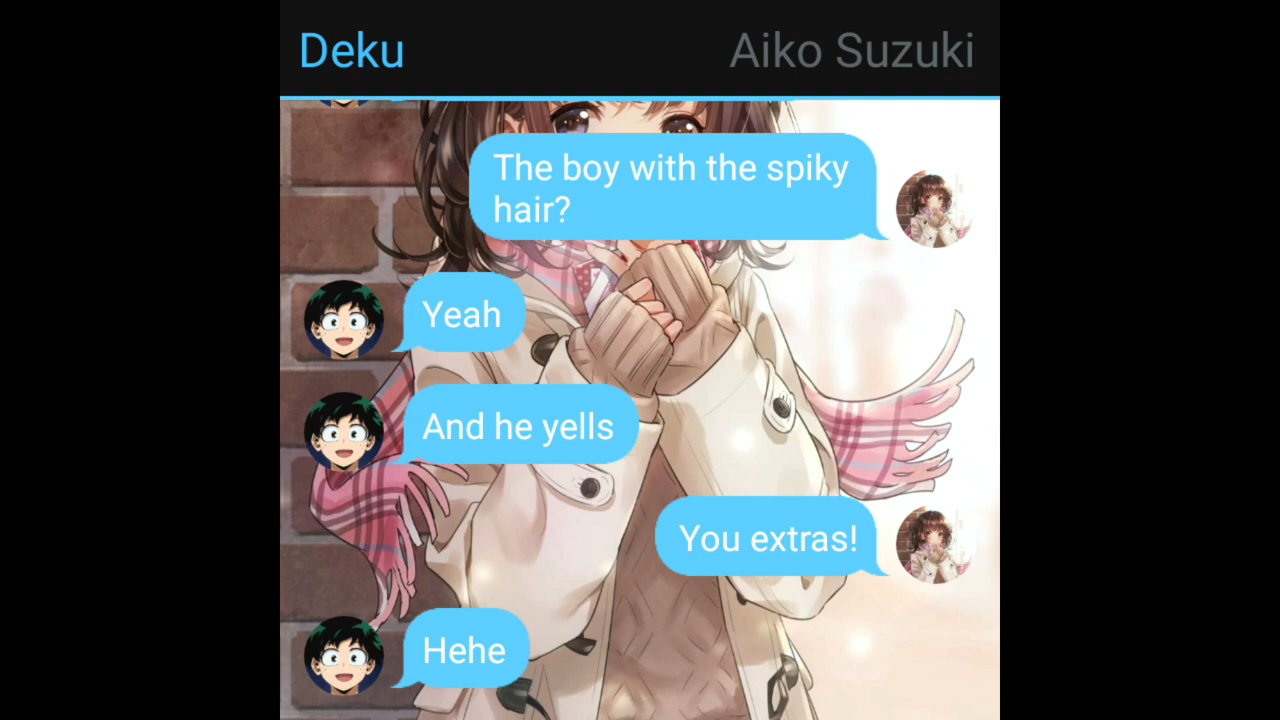 Deku
Aiko Suzuki
The boy with the spiky
hair?
Yeah
And he yells
You extras!
Hehe